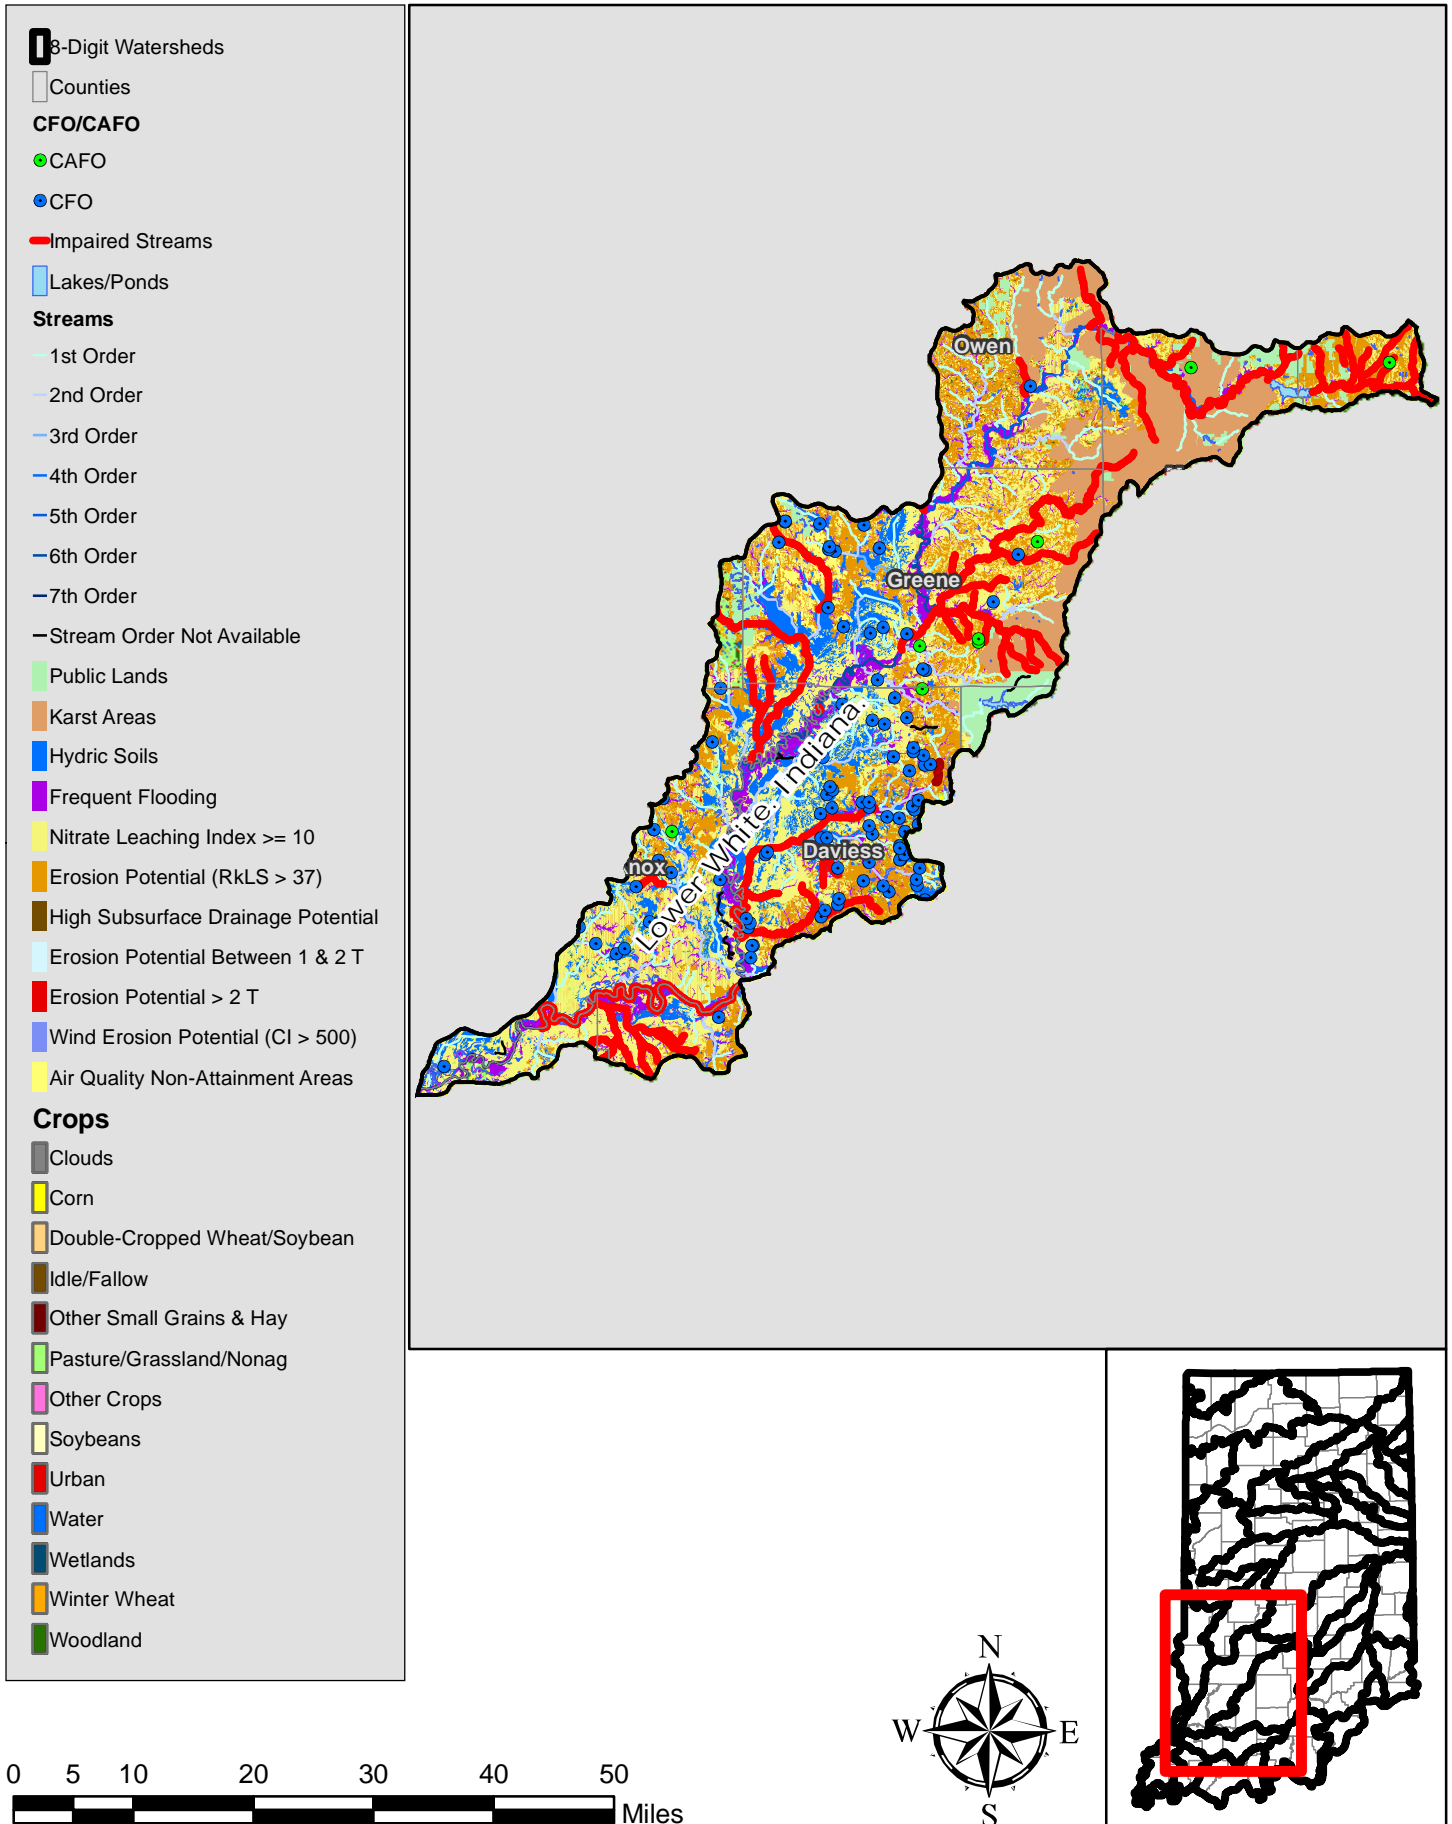 8-Digit Watersheds
Counties
CFO/CAFO
CAFO
CFO
Impaired Streams
Lakes/Ponds
Streams
1st Order
2nd Order
3rd Order
4th Order
5th Order
6th Order
7th Order
Stream Order Not Available
Public Lands
Karst Areas
Hydric Soils
Frequent Flooding
Nitrate Leaching Index >= 10
Erosion Potential (RkLS > 37)
High Subsurface Drainage Potential
Erosion Potential Between 1 & 2 T
Erosion Potential > 2 T
Wind Erosion Potential (CI > 500)
Air Quality Non-Attainment Areas
Crops
Clouds
Corn
Double-Cropped Wheat/Soybean
Idle/Fallow
Other Small Grains & Hay
Pasture/Grassland/Nonag
Other Crops
Soybeans
Urban
Water
Wetlands
Winter Wheat
Woodland
Owen
Greene
Lower White. Indiana.
Daviess
nox
N
W E
S
0 5 10 20 30 40 50
Miles